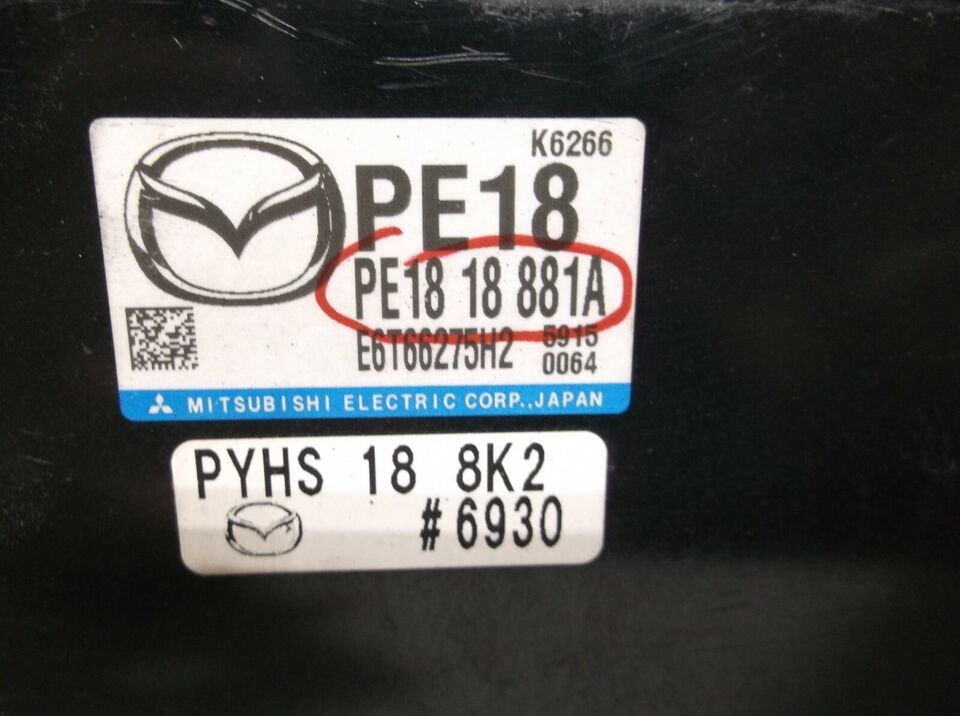 K6266
PE18
PE18 18 881A
E6T66275H2 5915
0064
MITSUBISHI ELECTRIC CORP.,JAPAN
PYHS 18 8K2
#6930